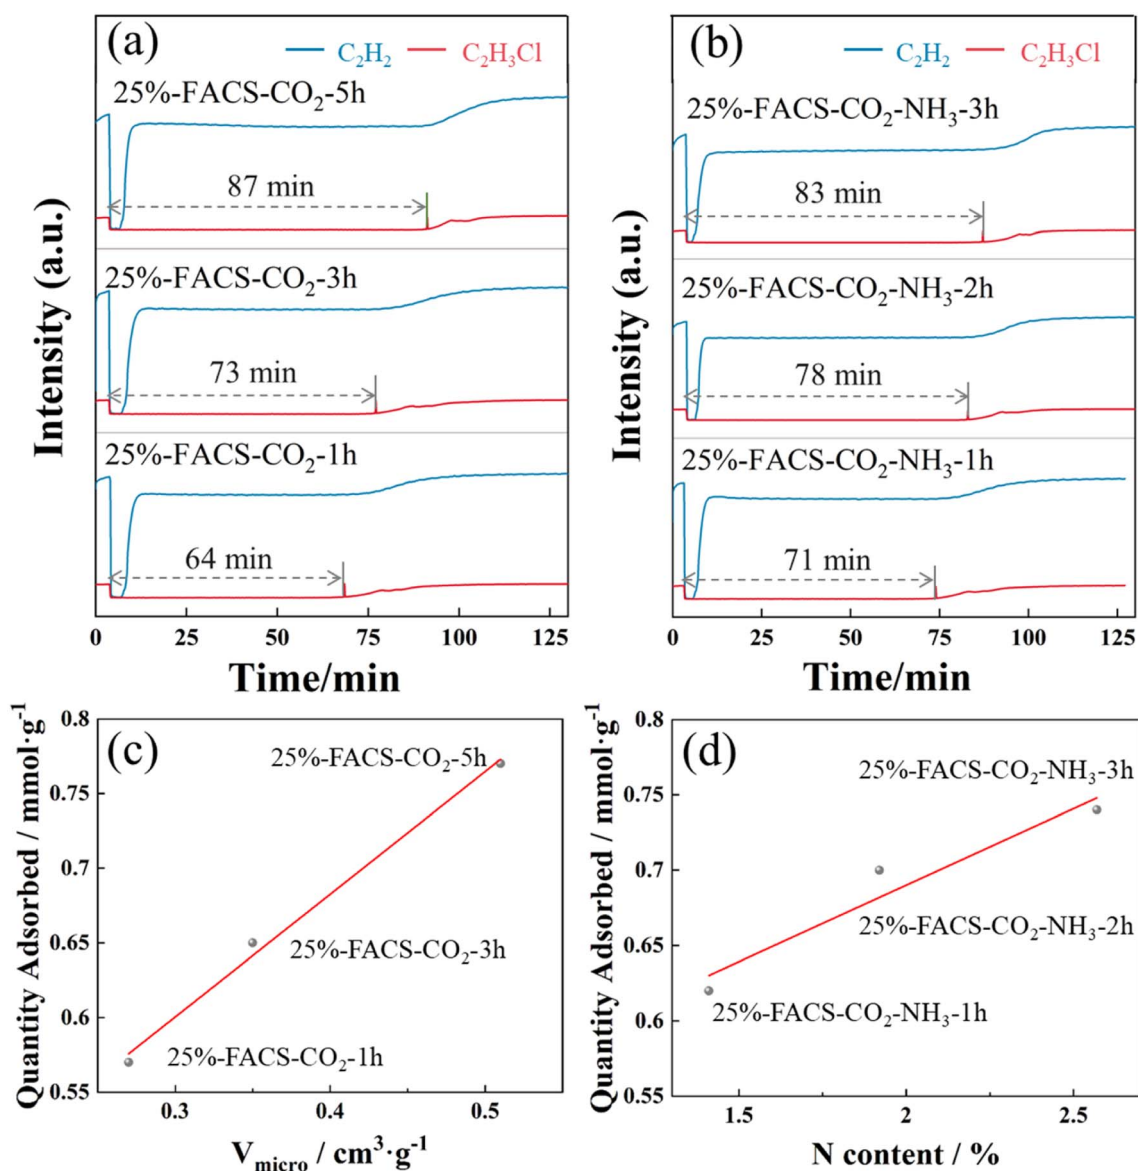 (a)
C₂H₂ C₂H₃Cl
25%-FACS-CO₂-5h
87 min
25%-FACS-CO₂-3h
73 min
25%-FACS-CO₂-1h
64 min
Intensity (a.u.)
0 25 50 75 100 125
Time/min
(b)
C₂H₂ C₂H₃Cl
25%-FACS-CO₂-NH₃-3h
83 min
25%-FACS-CO₂-NH₃-2h
78 min
25%-FACS-CO₂-NH₃-1h
71 min
Intensity (a.u.)
0 25 50 75 100 125
Time/min
(c)
0.8
0.75
0.7
0.65
0.6
0.55
Quantity Adsorbed / mmol·g⁻¹
25%-FACS-CO₂-5h
25%-FACS-CO₂-3h
25%-FACS-CO₂-1h
0.3 0.4 0.5
V_micro / cm³·g⁻¹
(d)
0.8
0.75
0.7
0.65
0.6
0.55
Quantity Adsorbed / mmol·g⁻¹
25%-FACS-CO₂-NH₃-3h
25%-FACS-CO₂-NH₃-2h
25%-FACS-CO₂-NH₃-1h
1.5 2 2.5
N content / %